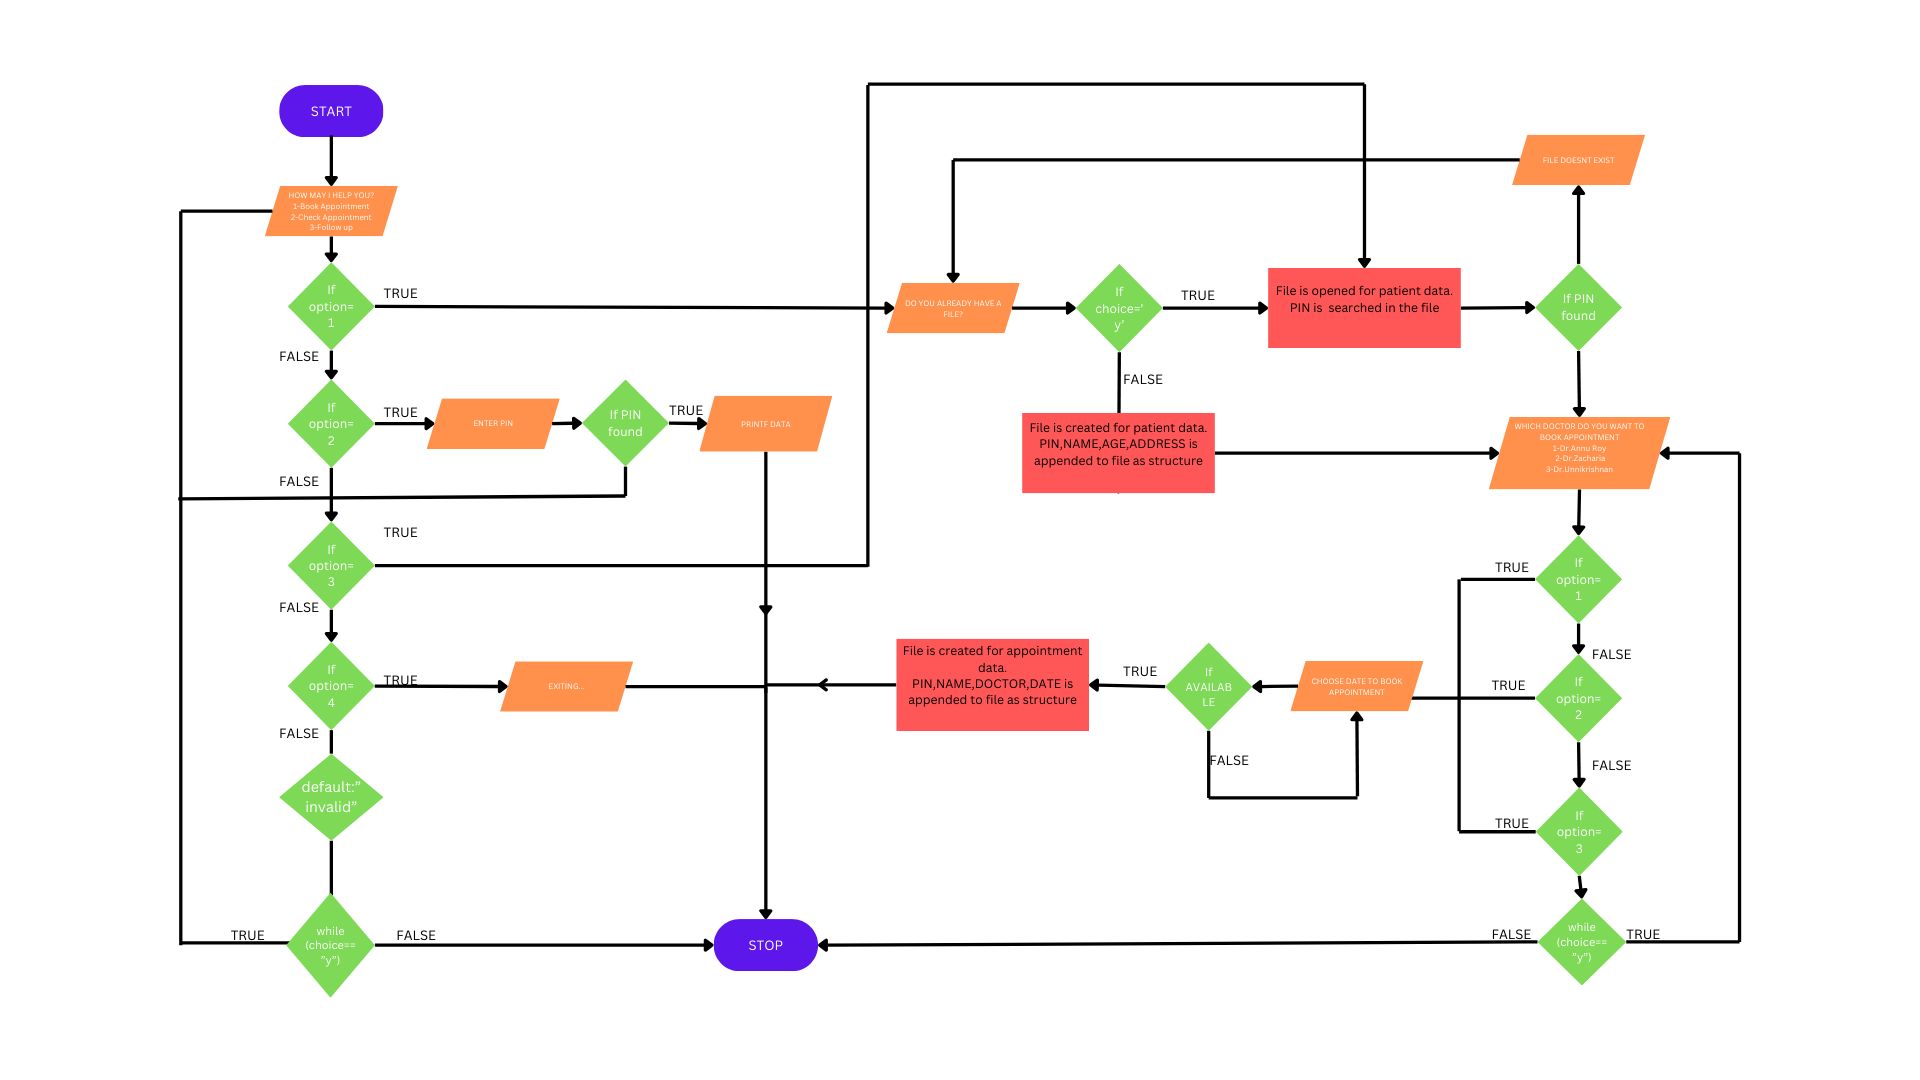 START
HOW MAY I HELP YOU?
1-Book Appointment
2-Check Appointment
3-Follow up
If
option=
1
TRUE
FALSE
If
option=
2
TRUE
ENTER PIN
If PIN
found
TRUE
PRINTF DATA
FALSE
If
option=
3
TRUE
FALSE
If
option=
4
TRUE
EXITING...
FALSE
default:”
invalid”
while
(choice==
”y”)
TRUE
FALSE
STOP
DO YOU ALREADY HAVE A
FILE?
If
choice=’
y’
TRUE
FALSE
File is opened for patient data.
PIN is  searched in the file
If PIN
found
FILE DOESNT EXIST
File is created for patient data.
PIN,NAME,AGE,ADDRESS is
appended to file as structure
WHICH DOCTOR DO YOU WANT TO
BOOK APPOINTMENT
1-Dr.Annu Roy
2-Dr.Zacharia
3-Dr.Unnikrishnan
If
option=
1
TRUE
FALSE
If
option=
2
TRUE
FALSE
If
option=
3
TRUE
CHOOSE DATE TO BOOK
APPOINTMENT
If
AVAILAB
LE
TRUE
FALSE
File is created for appointment
data.
PIN,NAME,DOCTOR,DATE is
appended to file as structure
while
(choice==
”y”)
FALSE
TRUE